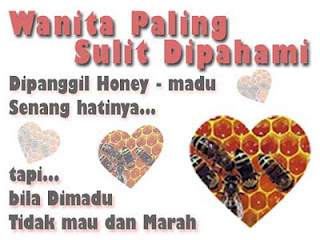 Wanita Paling
Sulit Dipahami
Dipanggil Honey - madu
Senang hatinya...
tapi...
bila Dimadu
Tidak mau dan Marah